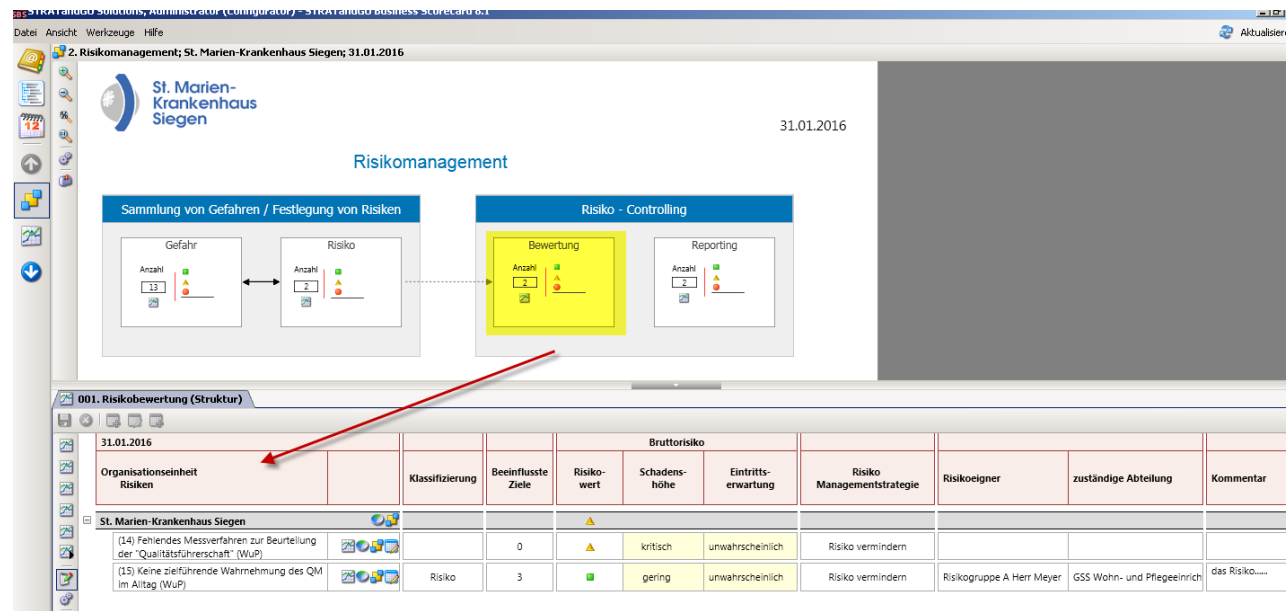 SBS STRATandGO Solutions, Administrator (Configurator) - STRATandGO Business Scorecard 8.1
Datei Ansicht Werkzeuge Hilfe
Aktualisiere
2. Risikomanagement; St. Marien-Krankenhaus Siegen; 31.01.2016
St. Marien-
Krankenhaus
Siegen
31.01.2016
Risikomanagement
Sammlung von Gefahren / Festlegung von Risiken
Risiko - Controlling
Gefahr
Risiko
Bewertung
Reporting
Anzahl
Anzahl
Anzahl
Anzahl
13
2
2
2
12
001. Risikobewertung (Struktur)
31.01.2016
Bruttorisiko
Organisationseinheit
Risiken
Klassifizierung
Beeinflusste
Ziele
Risiko-
wert
Schadens-
höhe
Eintritts-
erwartung
Risiko
Managementstrategie
Risikoeigner
zuständige Abteilung
Kommentar
St. Marien-Krankenhaus Siegen
(14) Fehlendes Messverfahren zur Beurteilung
der "Qualitätsführerschaft" (WuP)
0
kritisch
unwahrscheinlich
Risiko vermindern
(15) Keine zielführende Wahrnehmung des QM
im Alltag (WuP)
Risiko
3
gering
unwahrscheinlich
Risiko vermindern
Risikogruppe A Herr Meyer
GSS Wohn- und Pflegeeinrich
das Risiko.....